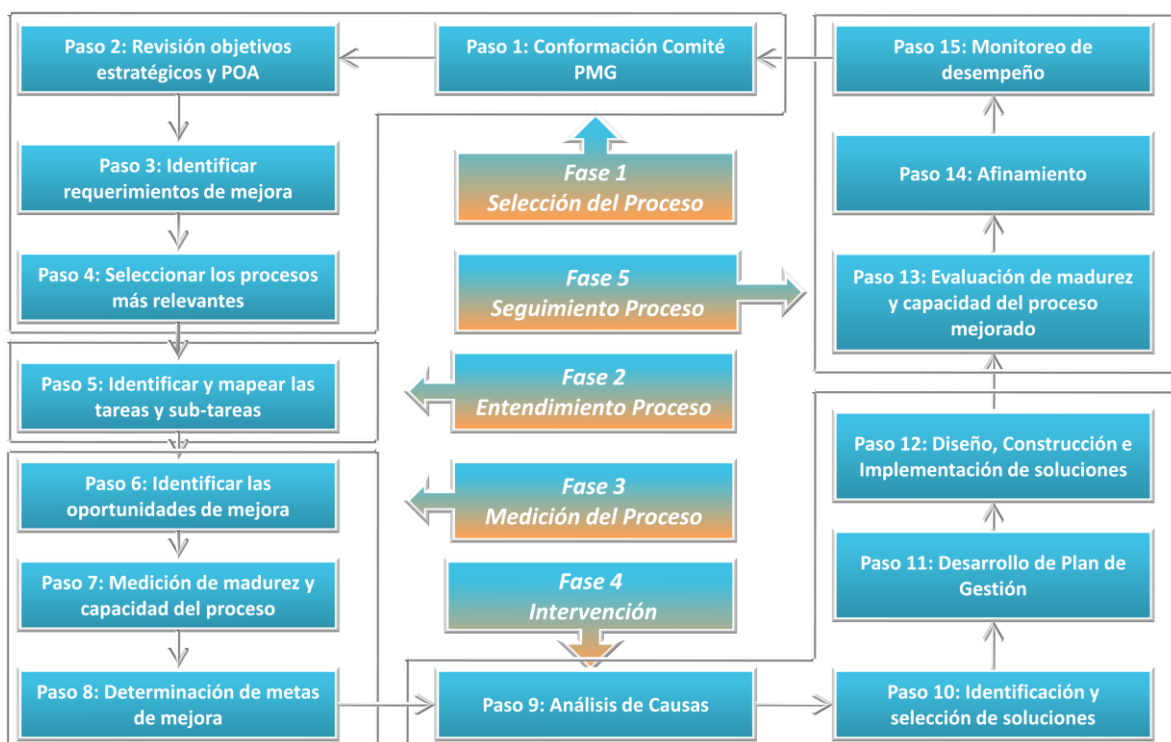 Paso 2: Revisión objetivos
estratégicos y POA
Paso 1: Conformación Comité
PMG
Paso 15: Monitoreo de
desempeño
Paso 3: Identificar
requerimientos de mejora
Fase 1
Selección del Proceso
Paso 14: Afinamiento
Paso 4: Seleccionar los procesos
más relevantes
Fase 5
Seguimiento Proceso
Paso 13: Evaluación de madurez
y capacidad del proceso
mejorado
Paso 5: Identificar y mapear las
tareas y sub-tareas
Fase 2
Entendimiento Proceso
Paso 12: Diseño, Construcción e
Implementación de soluciones
Paso 6: Identificar las
oportunidades de mejora
Fase 3
Medición del Proceso
Paso 11: Desarrollo de Plan de
Gestión
Paso 7: Medición de madurez y
capacidad del proceso
Fase 4
Intervención
Paso 8: Determinación de metas
de mejora
Paso 9: Análisis de Causas
Paso 10: Identificación y
selección de soluciones